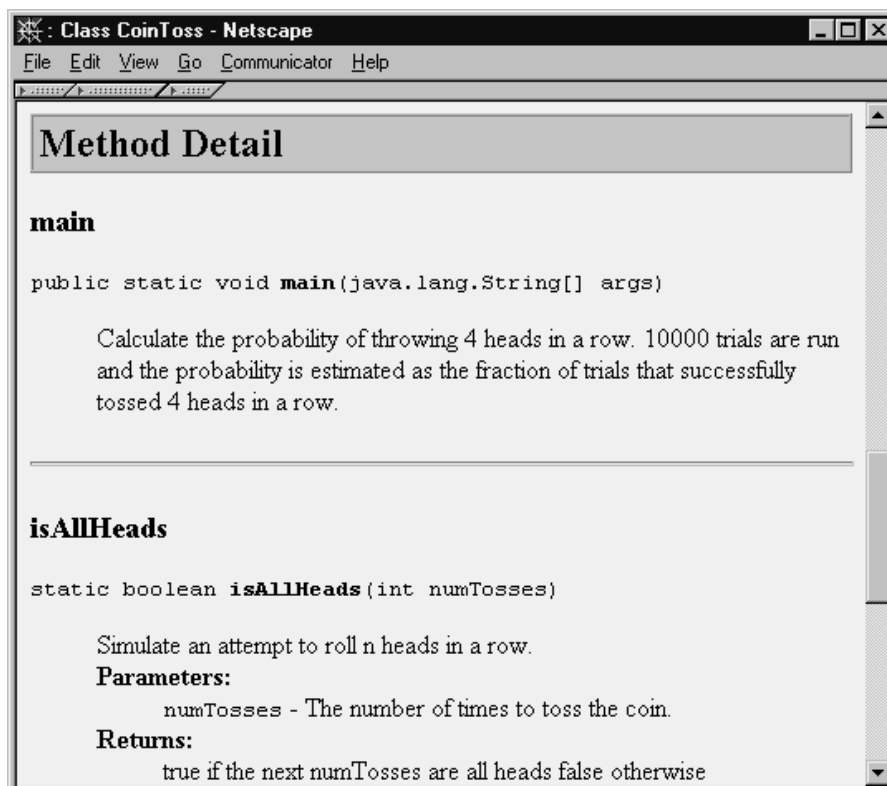 : Class CoinToss - Netscape
File Edit View Go Communicator Help
Method Detail
main
public static void main(java.lang.String[] args)
Calculate the probability of throwing 4 heads in a row. 10000 trials are run
and the probability is estimated as the fraction of trials that successfully
tossed 4 heads in a row.
isAllHeads
static boolean isAllHeads(int numTosses)
Simulate an attempt to roll n heads in a row.
Parameters:
numTosses - The number of times to toss the coin.
Returns:
true if the next numTosses are all heads false otherwise